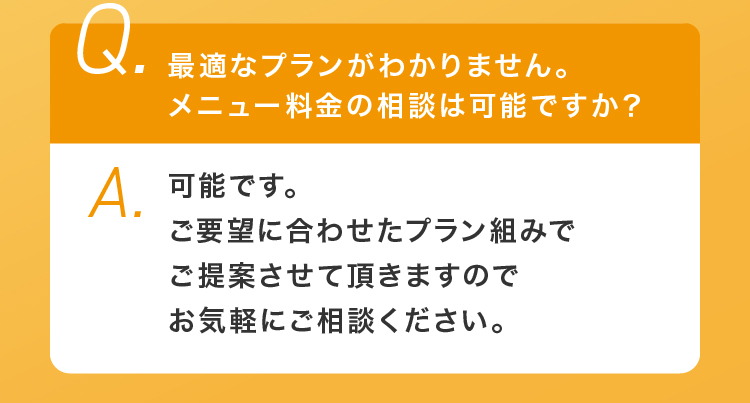 Q. 最適なプランがわかりません。
メニュー料金の相談は可能ですか？
A. 可能です。
ご要望に合わせたプラン組みで
ご提案させて頂きますので
お気軽にご相談ください。